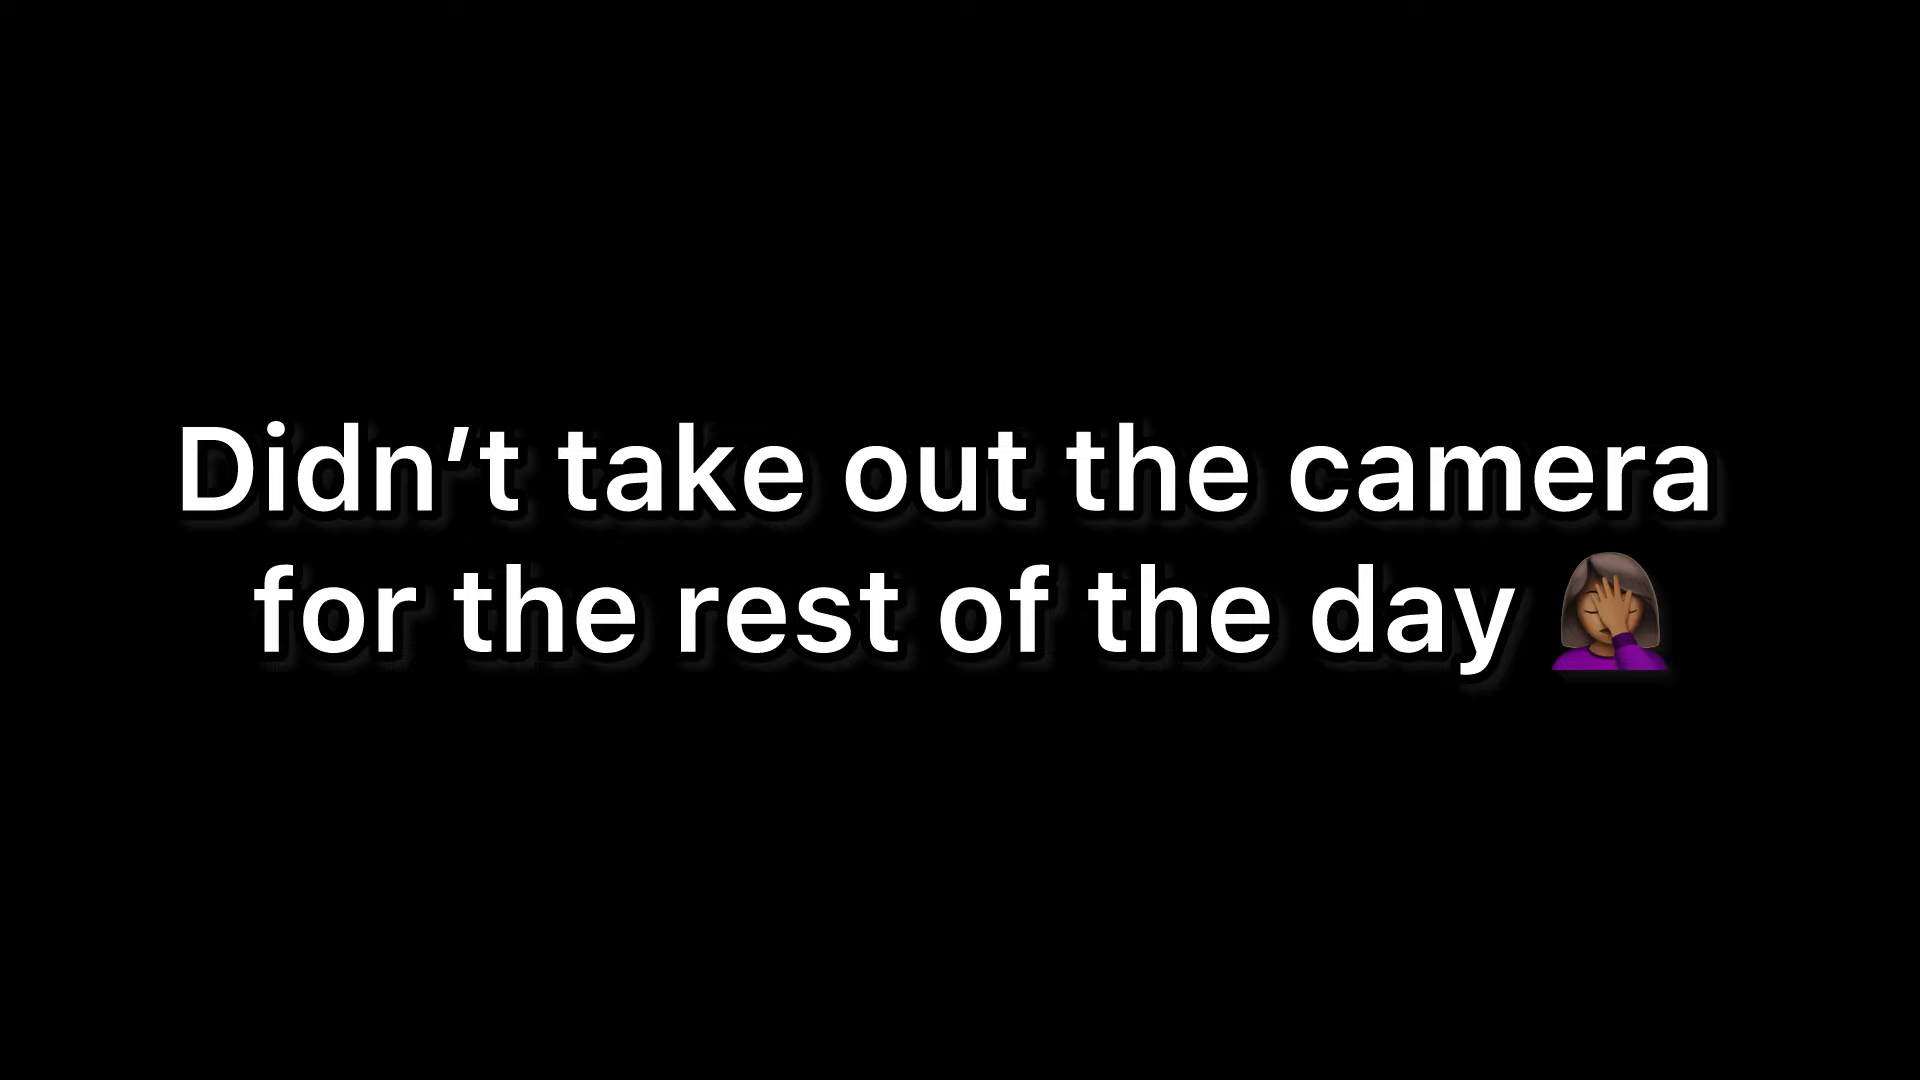 Didn’t take out the camera
for the rest of the day 🤦🏾‍♀️